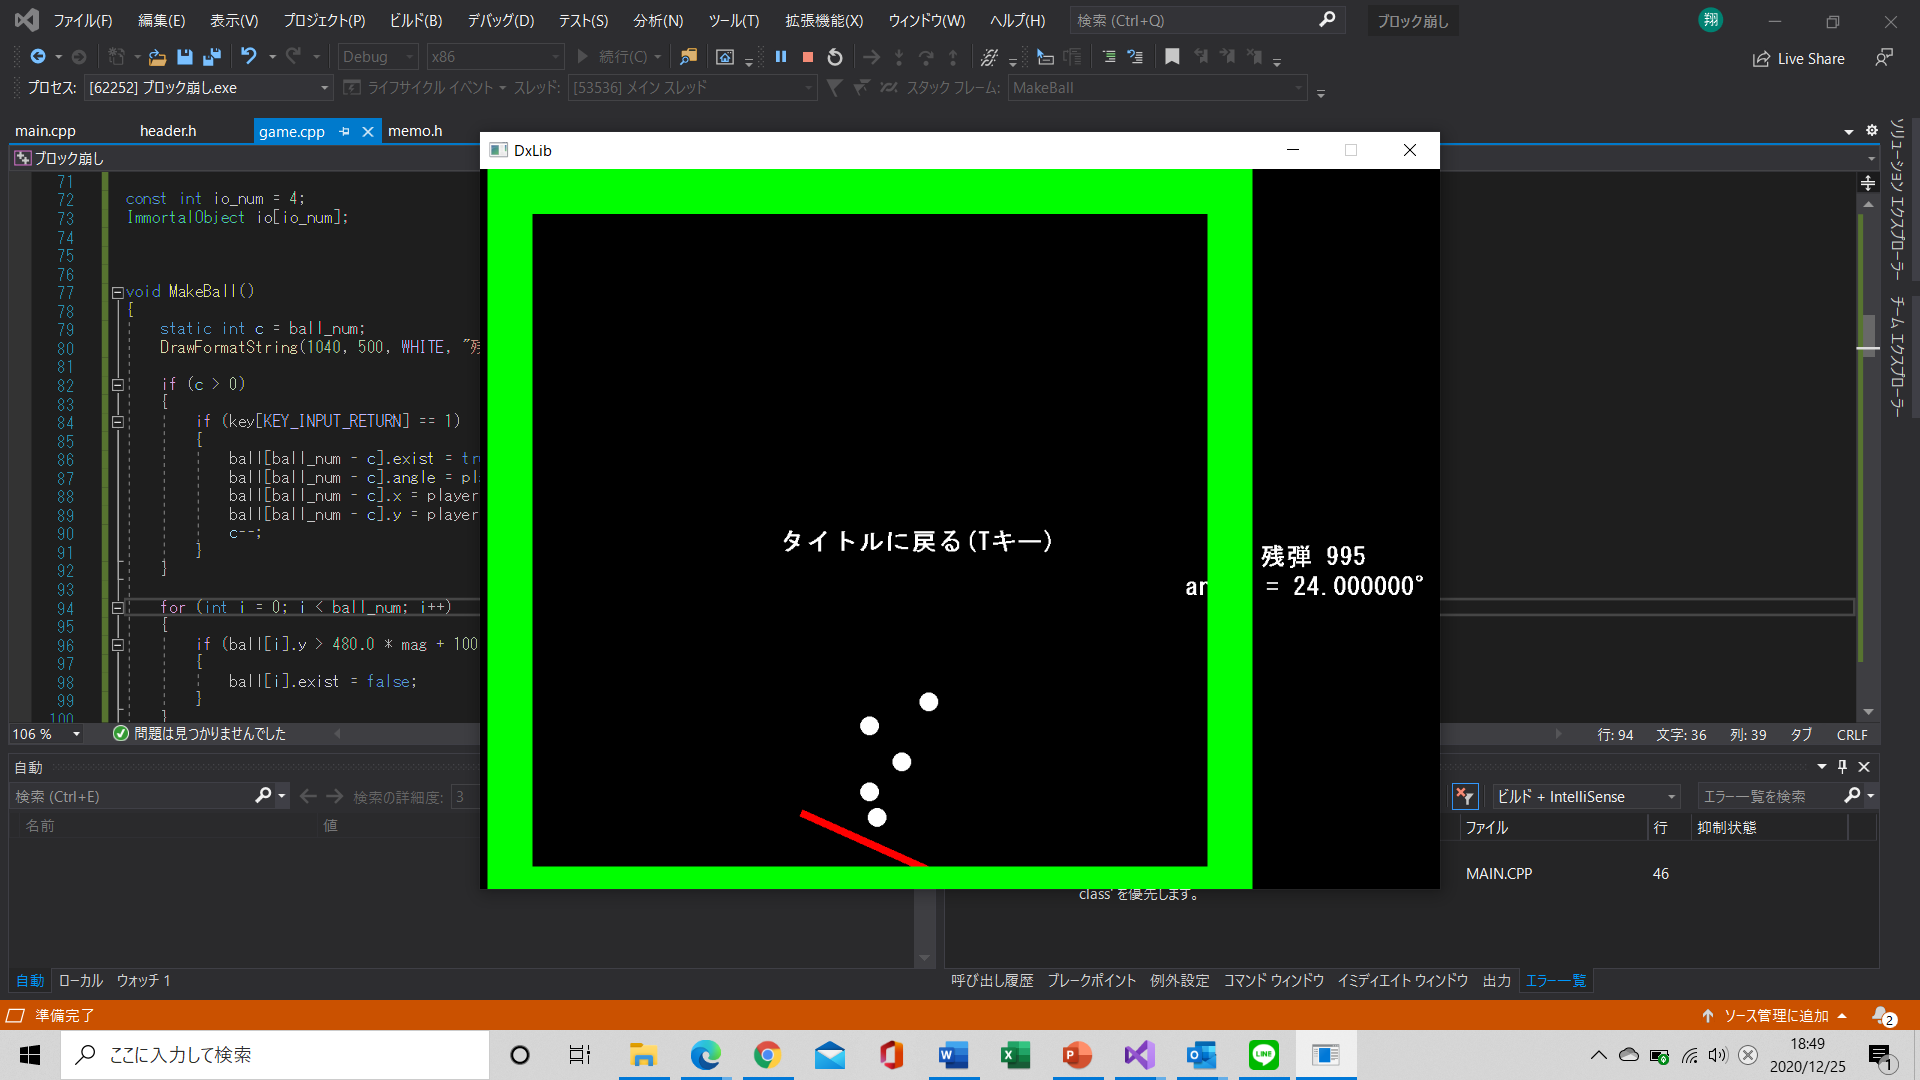 ファイル(F) 編集(E) 表示(V) プロジェクト(P) ビルド(B) デバッグ(D) テスト(S) 分析(N) ツール(T) 拡張機能(X) ウィンドウ(W) ヘルプ(H) 検索 (Ctrl+Q) ブロック崩し 翔
Debug x86 続行(C) Live Share
プロセス: [62252] ブロック崩し.exe ライフサイクル イベント スレッド: [53536] メイン スレッド スタック フレーム: MakeBall
main.cpp header.h game.cpp memo.h
ブロック崩し
71
72 const int io_num = 4;
73 ImmortalObject io[io_num];
74
75
76
77 void MakeBall()
78 {
79 static int c = ball_num;
80 DrawFormatString(1040, 500, WHITE, "残
81
82 if (c > 0)
83 {
84 if (key[KEY_INPUT_RETURN] == 1)
85 {
86 ball[ball_num - c].exist = tr
87 ball[ball_num - c].angle = pl
88 ball[ball_num - c].x = player
89 ball[ball_num - c].y = player
90 c--;
91 }
92 }
93
94 for (int i = 0; i < ball_num; i++)
95 {
96 if (ball[i].y > 480.0 * mag + 100
97 {
98 ball[i].exist = false;
99 }
100 }
DxLib
タイトルに戻る(Tキー)
残弾 995
an = 24.000000°
ソリューション エクスプローラー
チーム エクスプローラー
106 % 問題は見つかりませんでした 行: 94 文字: 36 列: 39 タブ CRLF
自動
検索 (Ctrl+E) 検索の詳細度: 3
名前 値
ビルド + IntelliSense エラー一覧を検索
ファイル 行 抑制状態
MAIN.CPP 46
class' を優先します。
自動 ローカル ウォッチ 1
呼び出し履歴 ブレークポイント 例外設定 コマンド ウィンドウ イミディエイト ウィンドウ 出力 エラー一覧
準備完了 ソース管理に追加 2
ここに入力して検索
LINE
18:49
2020/12/25
1